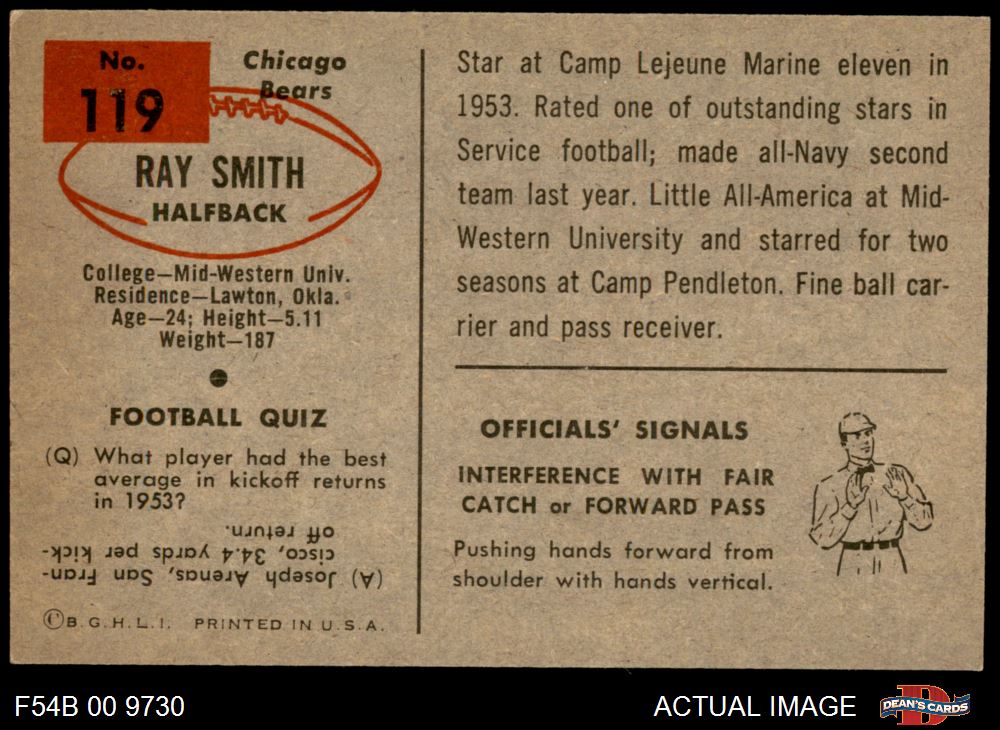 No.
119
Chicago
Bears
RAY SMITH
HALFBACK
College—Mid-Western Univ.
Residence—Lawton, Okla.
Age—24; Height—5.11
Weight—187
FOOTBALL QUIZ
(Q) What player had the best
average in kickoff returns
in 1953?
(A) Joseph Arenas, San Fran-
cisco, 34.4 yards per kick-
off return.
©B.G.H.L.I. PRINTED IN U.S.A.
Star at Camp Lejeune Marine eleven in
1953. Rated one of outstanding stars in
Service football; made all-Navy second
team last year. Little All-America at Mid-
Western University and starred for two
seasons at Camp Pendleton. Fine ball car-
rier and pass receiver.
OFFICIALS' SIGNALS
INTERFERENCE WITH FAIR
CATCH or FORWARD PASS
Pushing hands forward from
shoulder with hands vertical.
F54B 00 9730
ACTUAL IMAGE
D
DEAN'S CARDS